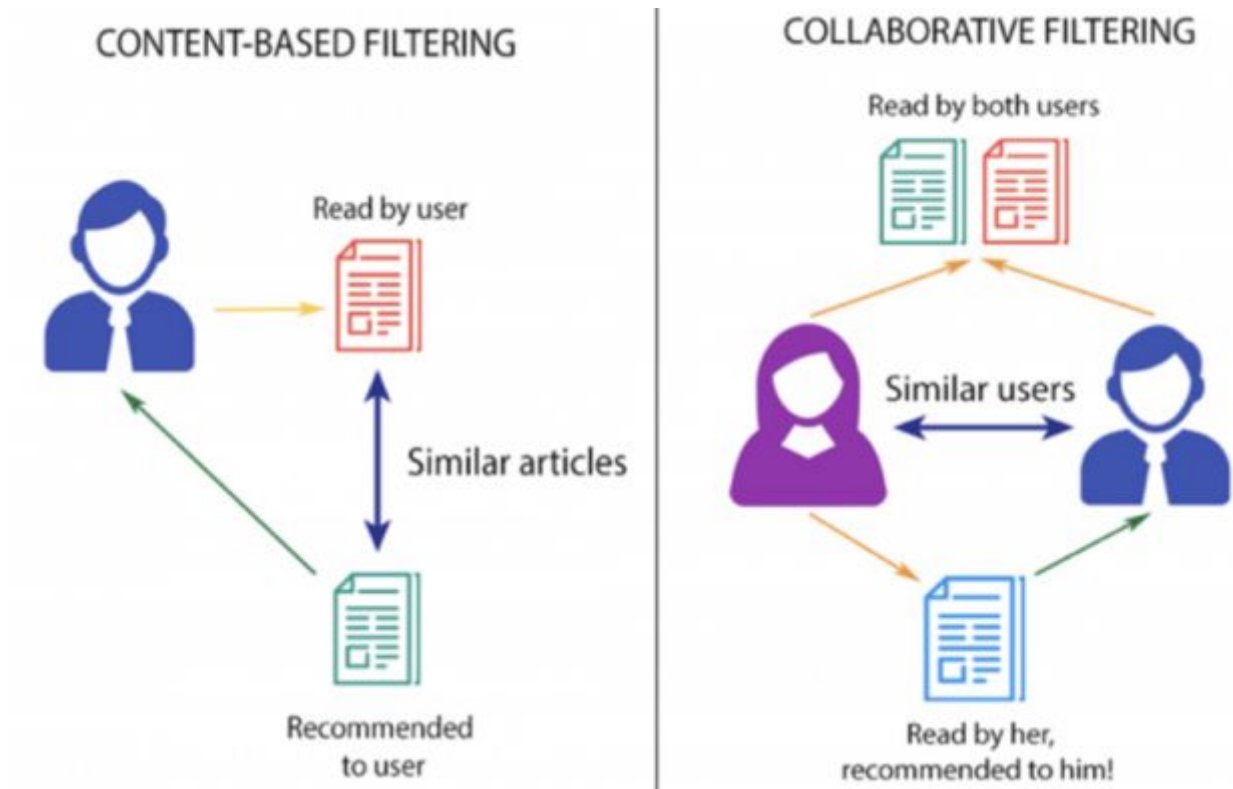 CONTENT-BASED FILTERING
Read by user
Similar articles
Recommended
to user
COLLABORATIVE FILTERING
Read by both users
Similar users
Read by her,
recommended to him!